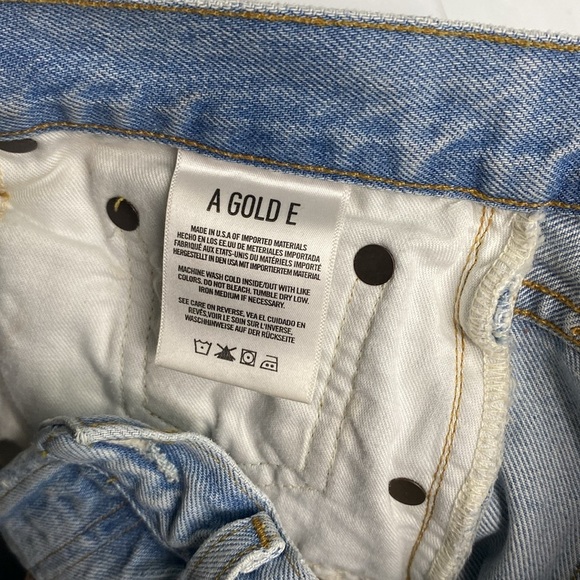 A GOLD E
MADE IN U.S.A OF IMPORTED MATERIALS
HECHO EN LOS EE.UU DE METERIALES IMPORTADA
FABRIQUÉ AUX ETATS-UNIS DU MATÉRIELS IMPORTÉ
HERGESTELLT IN DEN USA MIT IMPORTIERTEM MATERIAL
MACHINE WASH COLD INSIDE/OUT WITH LIKE
COLORS. DO NOT BLEACH. TUMBLE DRY LOW.
IRON MEDIUM IF NECESSARY.
SEE CARE ON REVERSE, VEA EL CUIDADO EN
REVÉS, VOIR LE SOIN SUR L'INVERSE,
WASCHHINWEISE AUF DER RÜCKSEITE